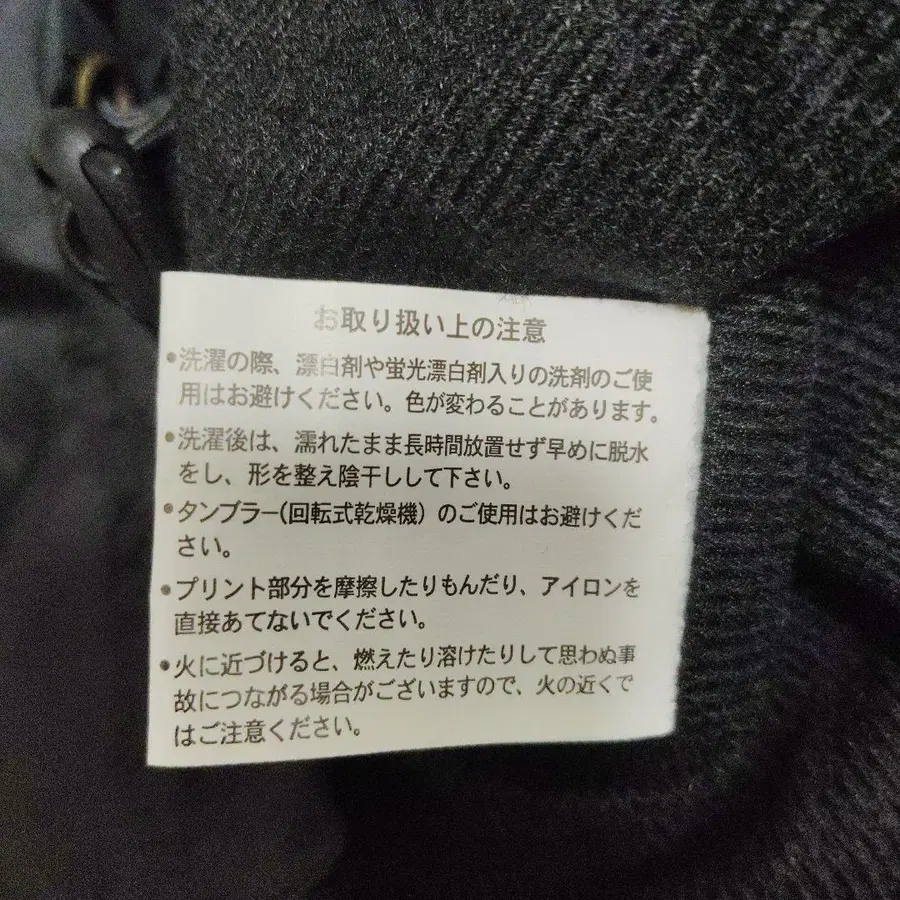 お取り扱い上の注意
•洗濯の際、漂白剤や蛍光漂白剤入りの洗剤のご使
用はお避けください。色が変わることがあります。
•洗濯後は、濡れたまま長時間放置せず早めに脱水
をし、形を整え陰干しして下さい。
•タンブラー(回転式乾燥機）のご使用はお避けくだ
さい。
•プリント部分を摩擦したりもんだり、アイロンを
直接あてないでください。
•火に近づけると、燃えたり溶けたりして思わぬ事
故につながる場合がございますので、火の近くで
はご注意ください。